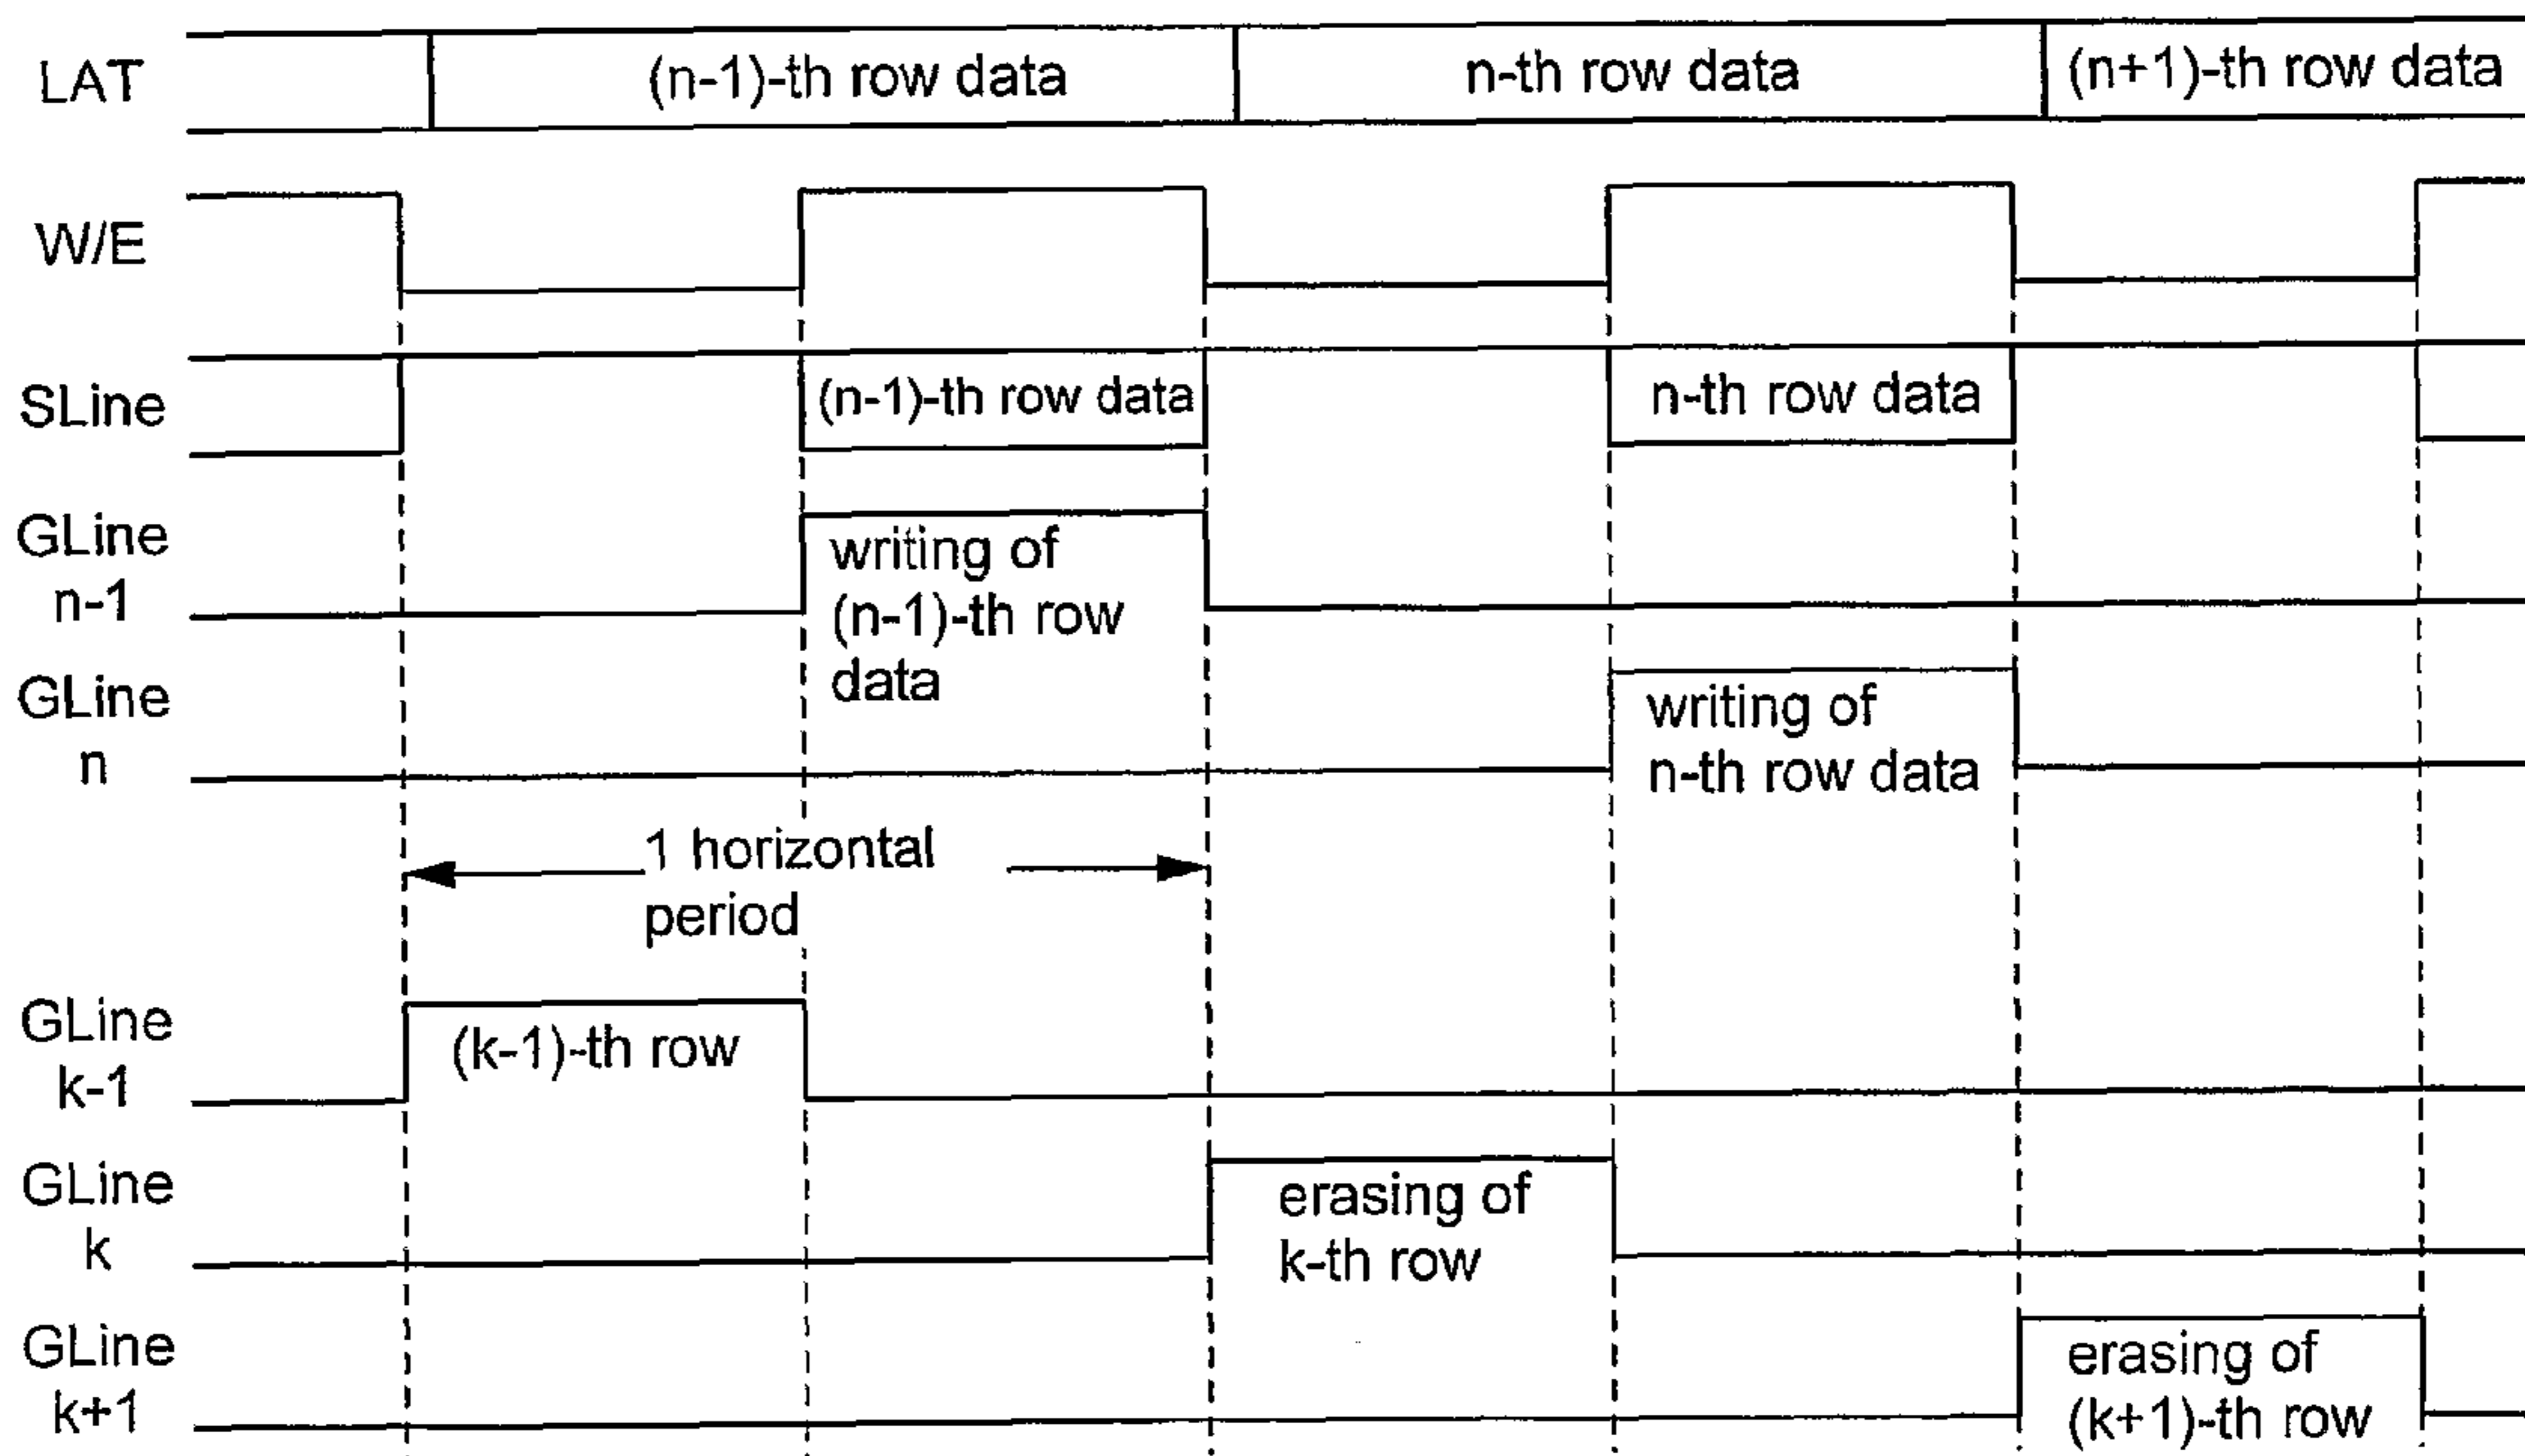 LAT
(n-1)-th row data
n-th row data
(n+1)-th row data
W/E
SLine
(n-1)-th row data
n-th row data
GLine
n-1
writing of
(n-1)-th row
data
GLine
n
writing of
n-th row data
1 horizontal
period
GLine
k-1
(k-1)-th row
GLine
k
erasing of
k-th row
GLine
k+1
erasing of
(k+1)-th row